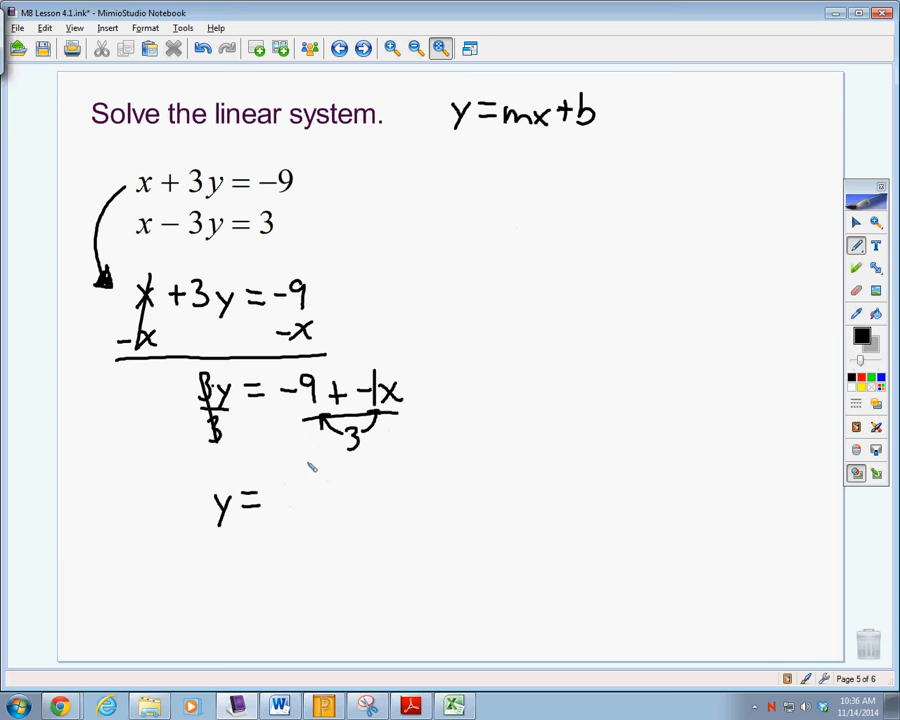 M8 Lesson 4.1.ink* - MimioStudio Notebook
File Edit View Insert Format Tools Help
Solve the linear system. y = mx + b
x + 3y = −9
x − 3y = 3
x + 3y = -9
-x -x
3y = -9 + -1x
3 3
y =
T
Page 5 of 6
W P X
N
10:36 AM
11/14/2014